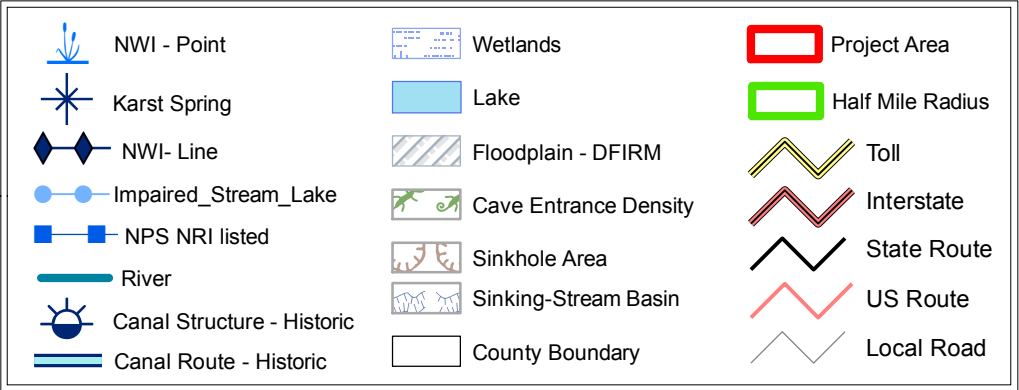 NWI - Point
Karst Spring
NWI- Line
Impaired_Stream_Lake
NPS NRI listed
River
Canal Structure - Historic
Canal Route - Historic
Wetlands
Lake
Floodplain - DFIRM
Cave Entrance Density
Sinkhole Area
Sinking-Stream Basin
County Boundary
Project Area
Half Mile Radius
Toll
Interstate
State Route
US Route
Local Road